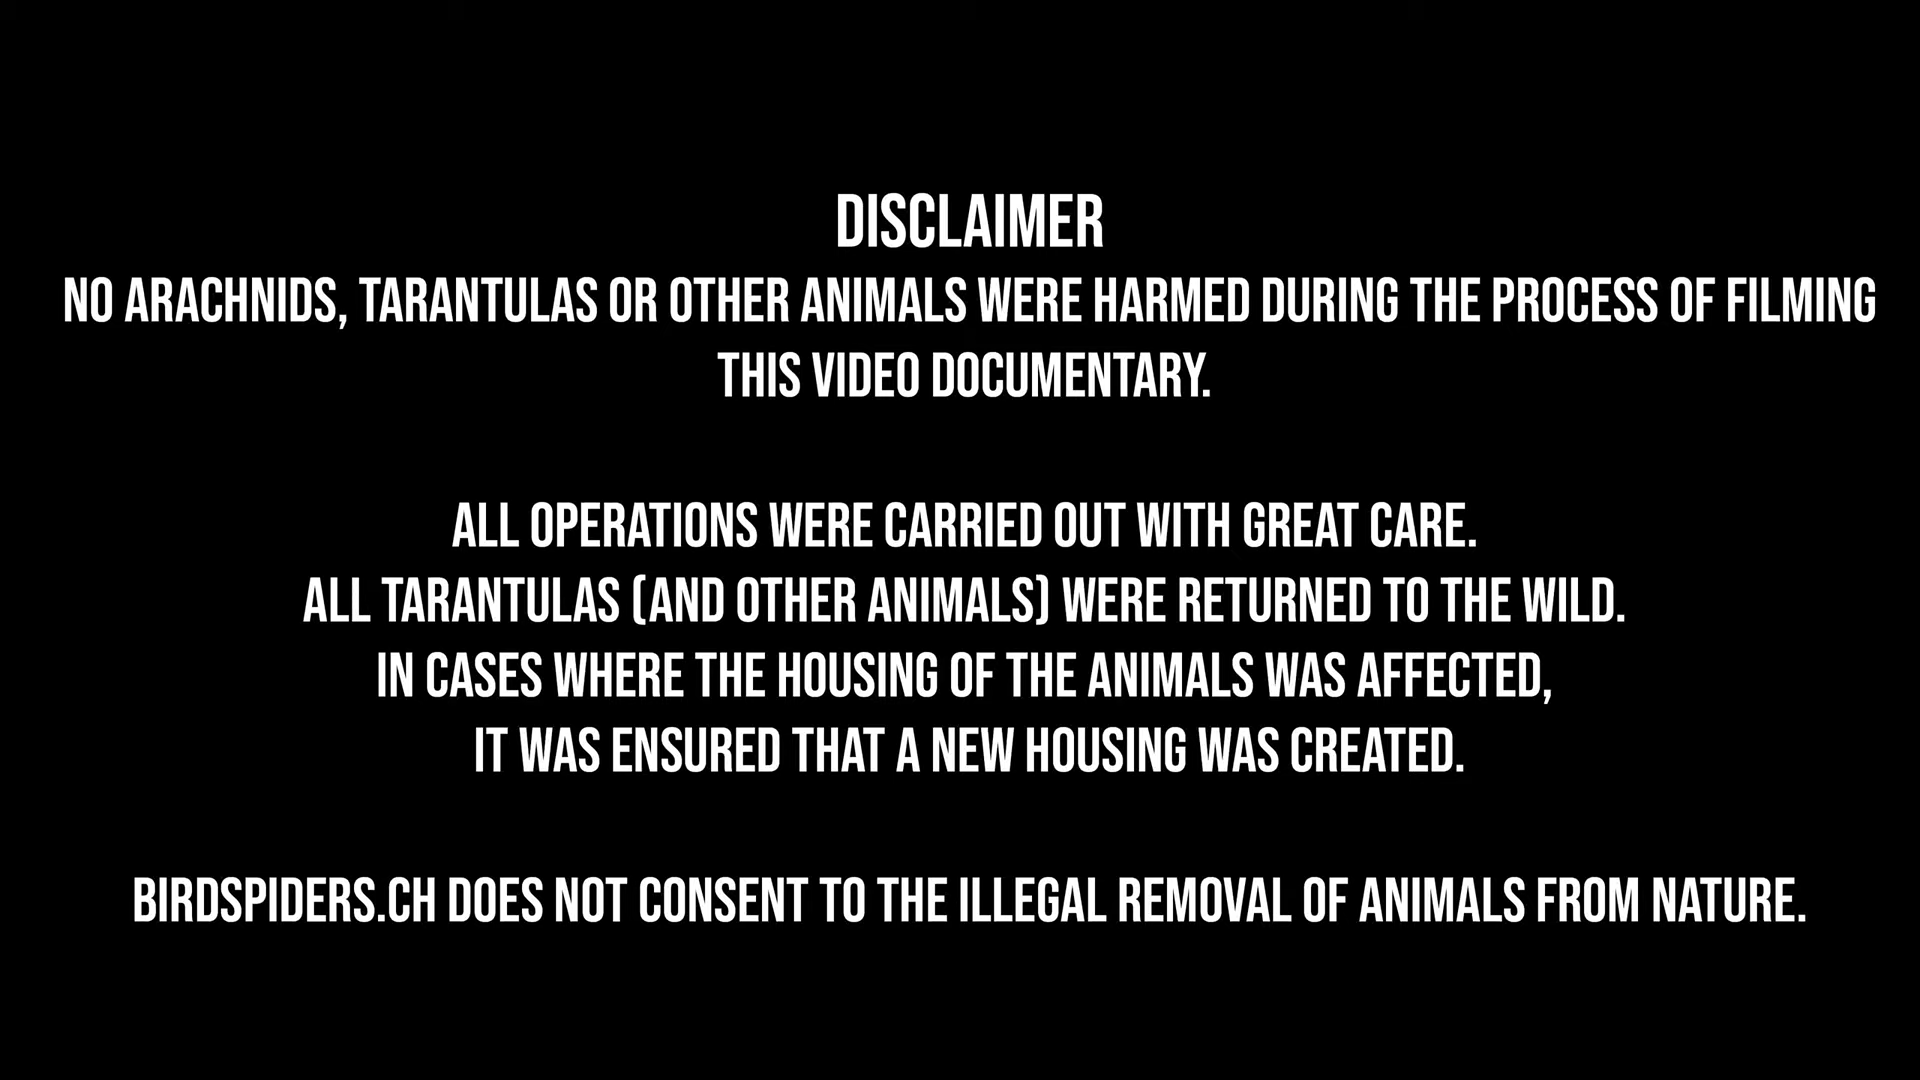 DISCLAIMER
NO ARACHNIDS, TARANTULAS OR OTHER ANIMALS WERE HARMED DURING THE PROCESS OF FILMING
THIS VIDEO DOCUMENTARY.
ALL OPERATIONS WERE CARRIED OUT WITH GREAT CARE.
ALL TARANTULAS (AND OTHER ANIMALS) WERE RETURNED TO THE WILD.
IN CASES WHERE THE HOUSING OF THE ANIMALS WAS AFFECTED,
IT WAS ENSURED THAT A NEW HOUSING WAS CREATED.
BIRDSPIDERS.CH DOES NOT CONSENT TO THE ILLEGAL REMOVAL OF ANIMALS FROM NATURE.